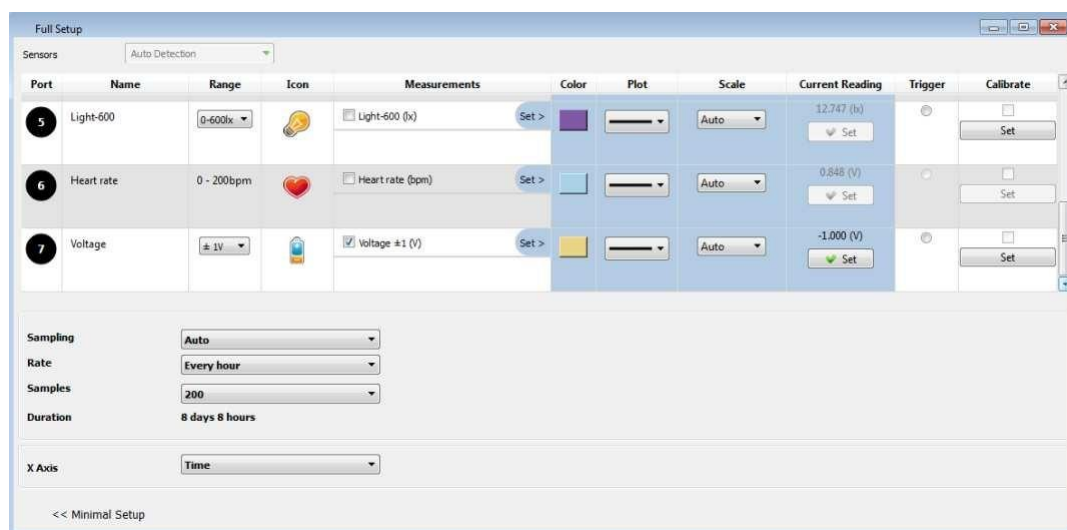 Full Setup
Sensors Auto Detection
Port Name Range Icon Measurements Color Plot Scale Current Reading Trigger Calibrate
5 Light-600 0-600lx Light-600 (lx) Set > Auto 12.747 (lx)
Set Set
6 Heart rate 0 - 200bpm Heart rate (bpm) Set > Auto 0.848 (V)
Set Set
7 Voltage ± 1V Voltage ±1 (V) Set > Auto -1.000 (V)
Set Set
Sampling Auto
Rate Every hour
Samples 200
Duration 8 days 8 hours
X Axis Time
<< Minimal Setup